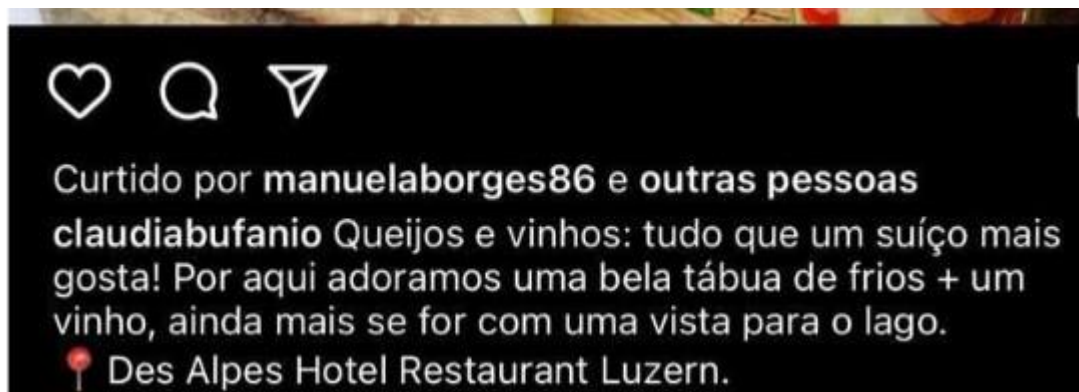 Curtido por manuelaborges86 e outras pessoas
claudiabufanio Queijos e vinhos: tudo que um suíço mais
gosta! Por aqui adoramos uma bela tábua de frios + um
vinho, ainda mais se for com uma vista para o lago.
📍 Des Alpes Hotel Restaurant Luzern.